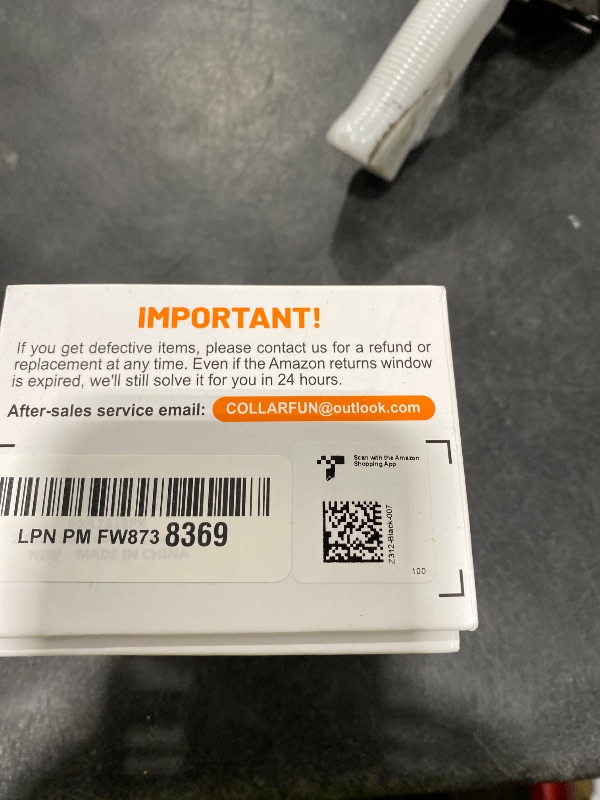 IMPORTANT!
If you get defective items, please contact us for a refund or
replacement at any time. Even if the Amazon returns window
is expired, we'll still solve it for you in 24 hours.
After-sales service email: COLLARFUN@outlook.com
Scan with the Amazon
Shopping App
LPN PM FW873 8369
NEW MADE IN CHINA
Z312-Black-007
100